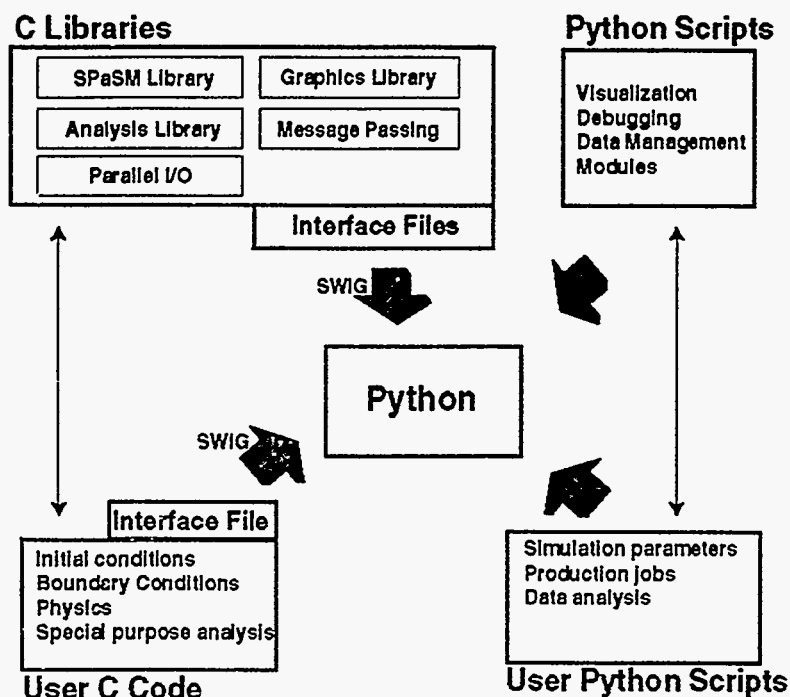 C Libraries
SPaSM Library
Graphics Library
Analysis Library
Message Passing
Parallel I/O
Interface Files
Python Scripts
Visualization
Debugging
Data Management
Modules
SWIG
Python
SWIG
Interface File
Initial conditions
Boundary Conditions
Physics
Special purpose analysis
User C Code
Simulation parameters
Production jobs
Data analysis
User Python Scripts